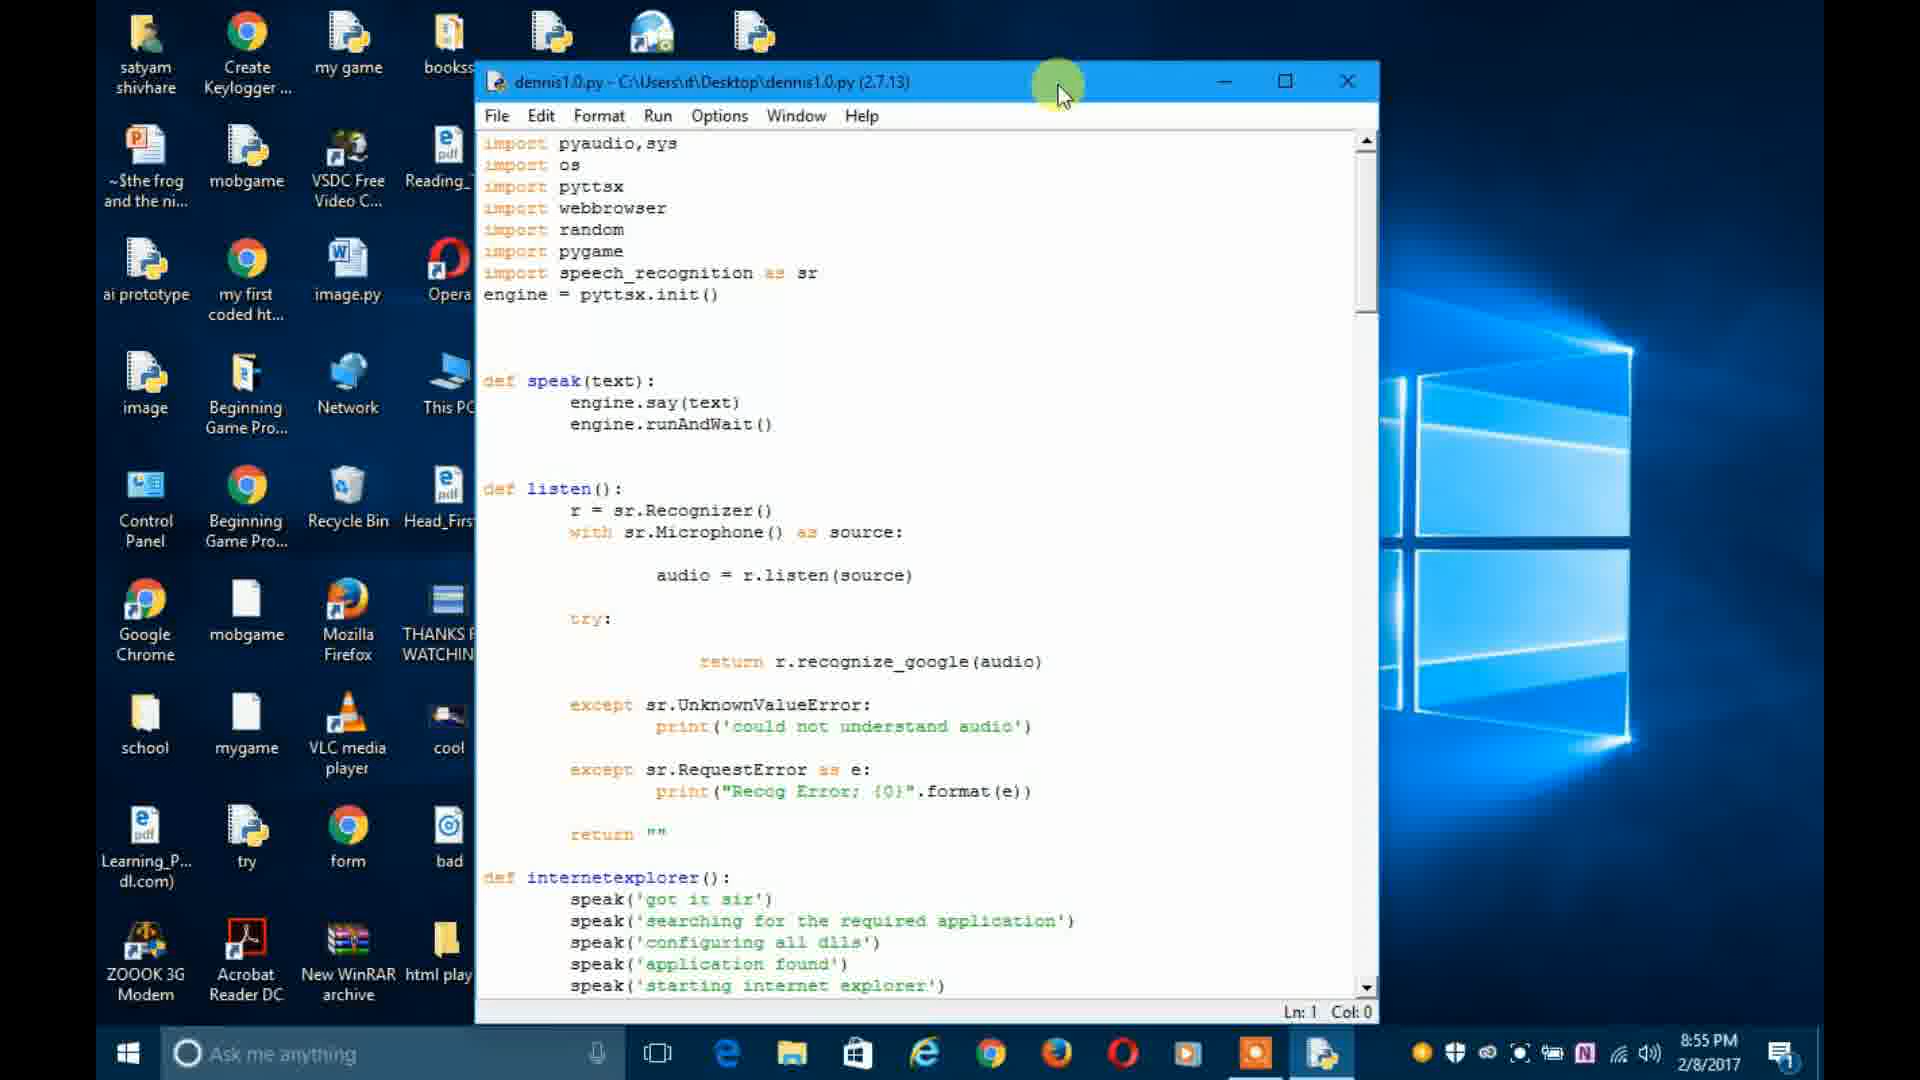 satyam
shivhare
Create
Keylogger ...
my game
bookss
~$the frog
and the ni...
mobgame
VSDC Free
Video C...
Reading_
ai prototype
my first
coded ht...
image.py
Opera
image
Beginning
Game Pro...
Network
This PC
Control
Panel
Beginning
Game Pro...
Recycle Bin
Head_First
Google
Chrome
mobgame
Mozilla
Firefox
THANKS F
WATCHIN
school
mygame
VLC media
player
cool
Learning_P...
dl.com)
try
form
bad
ZOOOK 3G
Modem
Acrobat
Reader DC
New WinRAR
archive
html play
dennis1.0.py - C:\Users\rt\Desktop\dennis1.0.py (2.7.13)
File Edit Format Run Options Window Help
import pyaudio,sys
import os
import pyttsx
import webbrowser
import random
import pygame
import speech_recognition as sr
engine = pyttsx.init()
def speak(text):
engine.say(text)
engine.runAndWait()
def listen():
r = sr.Recognizer()
with sr.Microphone() as source:
audio = r.listen(source)
try:
return r.recognize_google(audio)
except sr.UnknownValueError:
print('could not understand audio')
except sr.RequestError as e:
print("Recog Error; {0}".format(e))
return ""
def internetexplorer():
speak('got it sir')
speak('searching for the required application')
speak('configuring all dlls')
speak('application found')
speak('starting internet explorer')
Ln: 1 Col: 0
Ask me anything
8:55 PM
2/8/2017